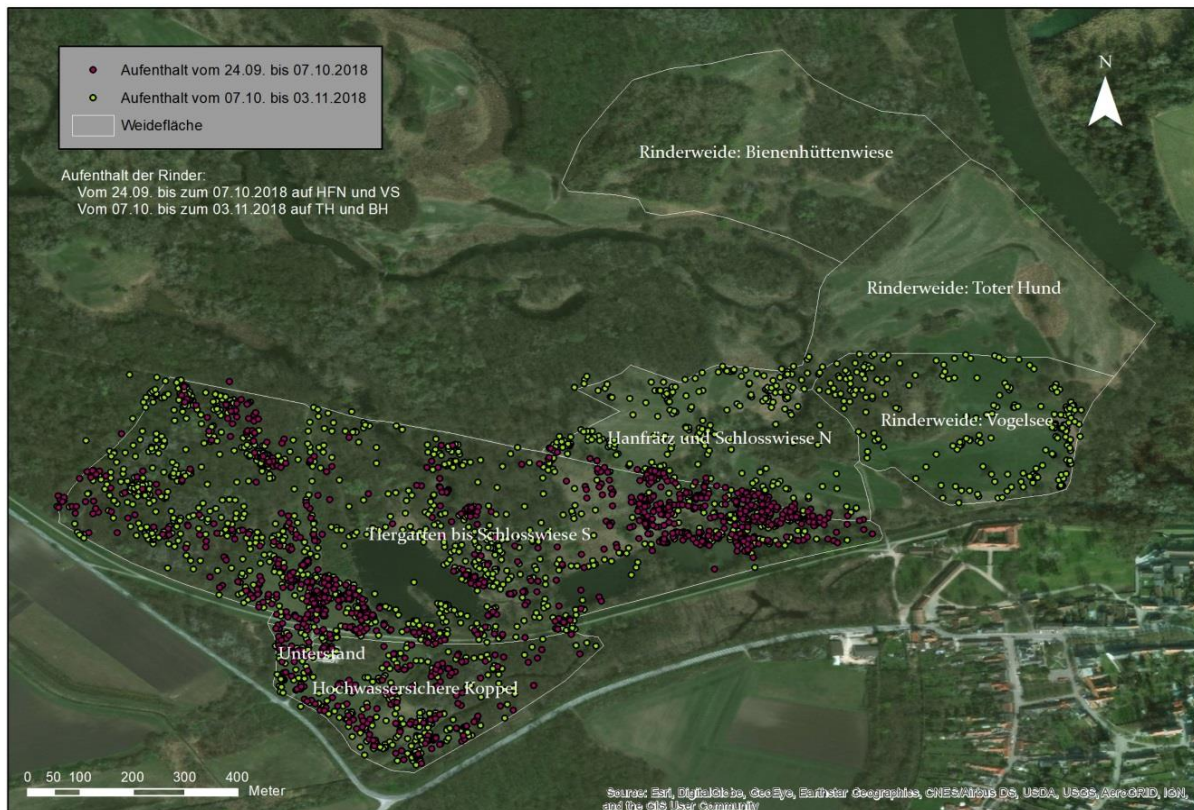 Aufenthalt vom 24.09. bis 07.10.2018
Aufenthalt vom 07.10. bis 03.11.2018
Weidefläche
Aufenthalt der Rinder:
Vom 24.09. bis zum 07.10.2018 auf HFN und VS
Vom 07.10. bis zum 03.11.2018 auf TH und BH
N
Rinderweide: Bienenhüttenwiese
Rinderweide: Toter Hund
Rinderweide: Vogelsee
Hanfrätz und Schlosswiese N
Tiergarten bis Schlosswiese S
Unterstand
Hochwassersichere Koppel
0 50 100 200 300 400
Meter
Source: Esri, DigitalGlobe, GeoEye, Earthstar Geographics, CNES/Airbus DS, USDA, USGS, AeroGRID, IGN,
and the GIS User Community